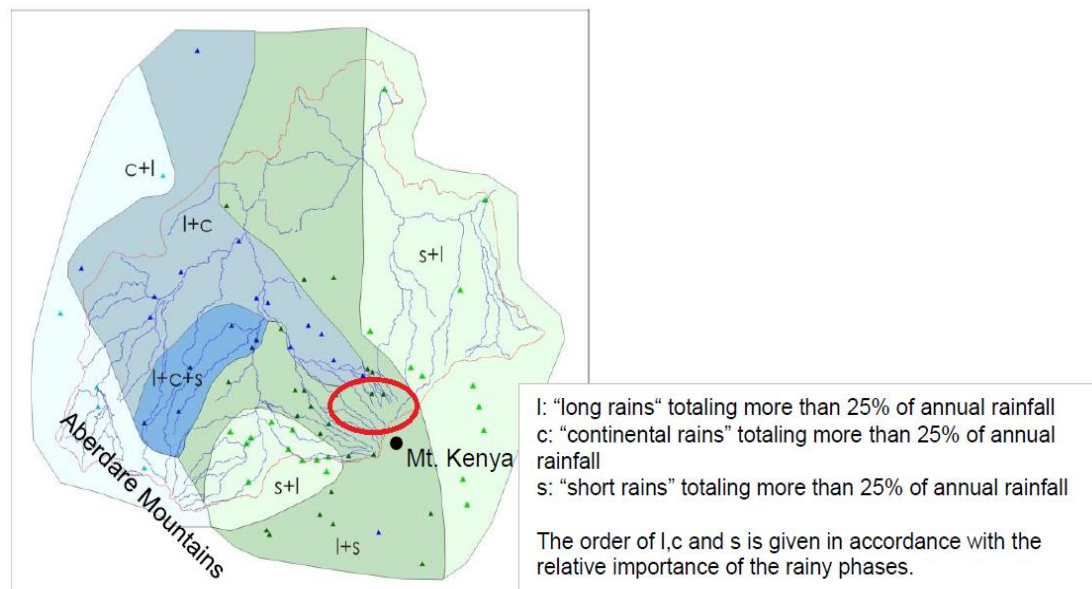 c+l
l+c
s+l
l+c+s
Aberdare Mountains
Mt. Kenya
s+l
l+s
l: “long rains“ totaling more than 25% of annual rainfall
c: “continental rains” totaling more than 25% of annual
rainfall
s: “short rains” totaling more than 25% of annual rainfall
The order of l,c and s is given in accordance with the
relative importance of the rainy phases.